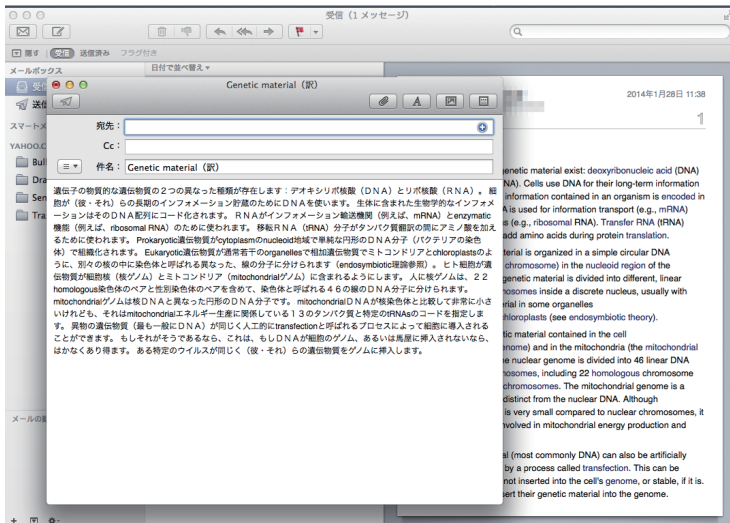 受信 (1 メッセージ)
隠す
受信
送信済み
フラグ付き
メールボックス
日付で並べ替え
Genetic material (訳)
2014年1月28日 11:38
1
宛先：
Cc：
件名：
Genetic material (訳)
YAHOO.C
Bul
Dra
Sen
Tra
遺伝子の物質的な遺伝物質の２つの異なった種類が存在します：デオキシリボ核酸（ＤＮＡ）とリボ核酸（ＲＮＡ）。 細
胞が（彼・それ）らの長期のインフォメーション貯蔵のためにＤＮＡを使います。 生体に含まれた生物学的なインフォメ
ーションはそのＤＮＡ配列にコード化されます。 ＲＮＡがインフォメーション輸送機関（例えば、mRNA）とenzymatic
機能（例えば、ribosomal RNA）のために使われます。 移転ＲＮＡ（tRNA）分子がタンパク質翻訳の間にアミノ酸を加え
るために使われます。 Prokaryotic遺伝物質がcytoplasmのnucleoid地域で単純な円形のＤＮＡ分子（バクテリアの染色
体）で組織化されます。 Eukaryotic遺伝物質が通常若干のorganellesで相加遺伝物質でミトコンドリアとchloroplastsのよ
うに、別々の核の中に染色体と呼ばれる異なった、線の分子に分けられます（endosymbiotic理論参照）。 ヒト細胞が遺
伝物質が細胞核（核ゲノム）とミトコンドリア（mitochondrialゲノム）に含まれるようにします。 人に核ゲノムは、２２
homologous染色体のペアと性別染色体のペアを含めて、染色体と呼ばれる４６の線のＤＮＡ分子に分けられます。
mitochondrialゲノムは核ＤＮＡと異なった円形のＤＮＡ分子です。 mitochondrialＤＮＡが核染色体と比較して非常に小さ
いけれども、それはmitochondrialエネルギー生産に関係している１３のタンパク質と特定のtRNAsのコードを指定しま
す。 異物の遺伝物質（最も一般にＤＮＡ）が同じく人工的にtransfectionと呼ばれるプロセスによって細胞に導入される
ことができます。 もしそれがそうであるなら、これは、もしＤＮＡが細胞のゲノム、あるいは馬屋に挿入されないなら、
はかなくあり得ます。 ある特定のウイルスが同じく（彼・それ）らの遺伝物質をゲノムに挿入します。
genetic material exist: deoxyribonucleic acid (DNA)
NA). Cells use DNA for their long-term information
information contained in an organism is encoded in
A is used for information transport (e.g., mRNA)
s (e.g., ribosomal RNA). Transfer RNA (tRNA)
add amino acids during protein translation.
terial is organized in a simple circular DNA
chromosome) in the nucleoid region of the
genetic material is divided into different, linear
osomes inside a discrete nucleus, usually with
rial in some organelles
hloroplasts (see endosymbiotic theory).
tic material contained in the cell
enome) and in the mitochondria (the mitochondrial
e nuclear genome is divided into 46 linear DNA
osomes, including 22 homologous chromosome
chromosomes. The mitochondrial genome is a
distinct from the nuclear DNA. Although
is very small compared to nuclear chromosomes, it
nvolved in mitochondrial energy production and
al (most commonly DNA) can also be artificially
by a process called transfection. This can be
not inserted into the cell's genome, or stable, if it is.
sert their genetic material into the genome.